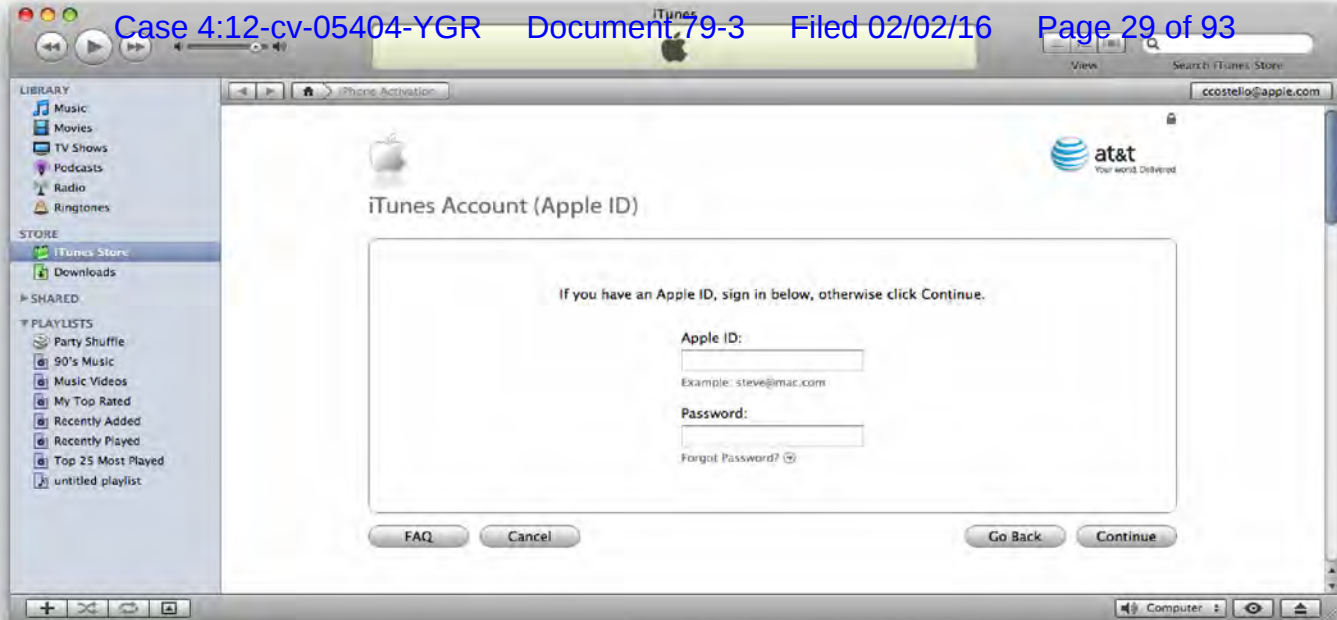 Case 4:12-cv-05404-YGR Document 79-3 Filed 02/02/16 Page 29 of 93
iTunes
View
Search iTunes Store
LIBRARY
Music
Movies
TV Shows
Podcasts
Radio
Ringtones
STORE
iTunes Store
Downloads
SHARED
PLAYLISTS
Party Shuffle
90's Music
Music Videos
My Top Rated
Recently Added
Recently Played
Top 25 Most Played
untitled playlist
iPhone Activation
ccostello@apple.com
at&t
Your world. Delivered.
iTunes Account (Apple ID)
If you have an Apple ID, sign in below, otherwise click Continue.
Apple ID:
Example: steve@mac.com
Password:
Forgot Password?
FAQ Cancel Go Back Continue
Computer